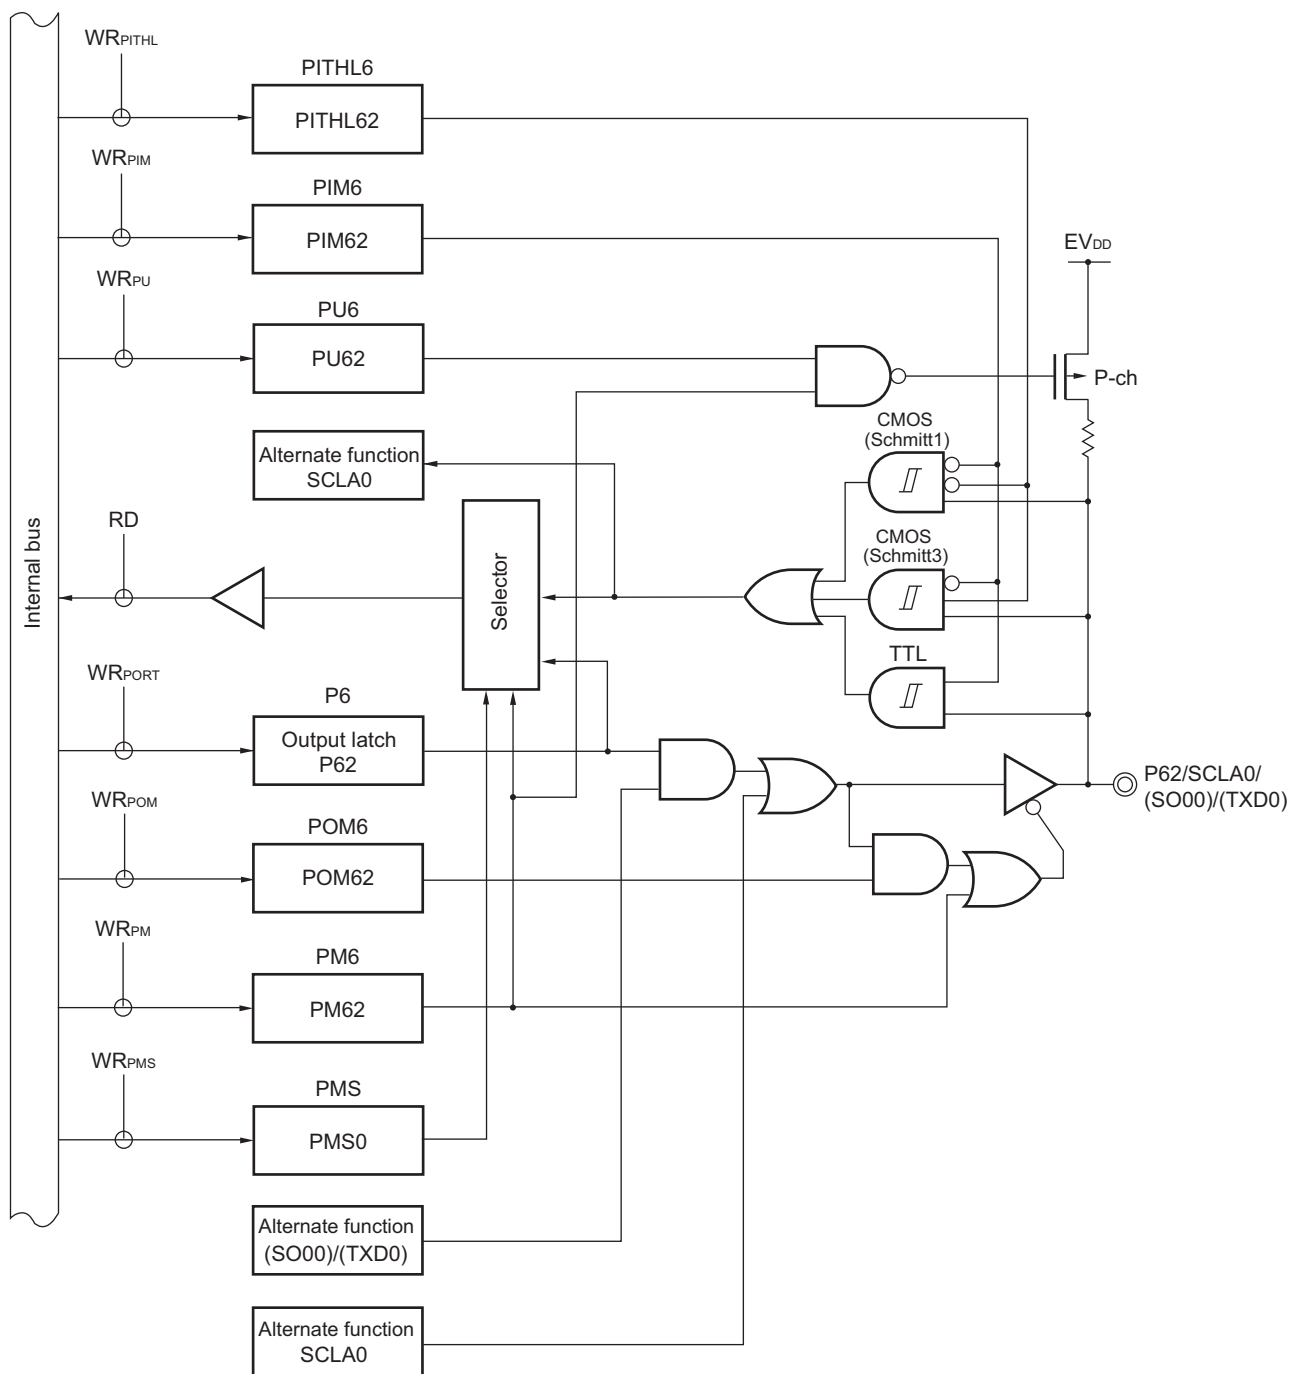 WRPITHL
PITHL6
PITHL62
WRPIM
PIM6
PIM62
EVDD
WRPU
PU6
PU62
P-ch
CMOS
(Schmitt1)
Alternate function
SCLA0
Internal bus
RD
Selector
CMOS
(Schmitt3)
TTL
WRPORT
P6
Output latch
P62
P62/SCLA0/
(SO00)/(TXD0)
WRPOM
POM6
POM62
WRPM
PM6
PM62
WRPMS
PMS
PMS0
Alternate function
(SO00)/(TXD0)
Alternate function
SCLA0